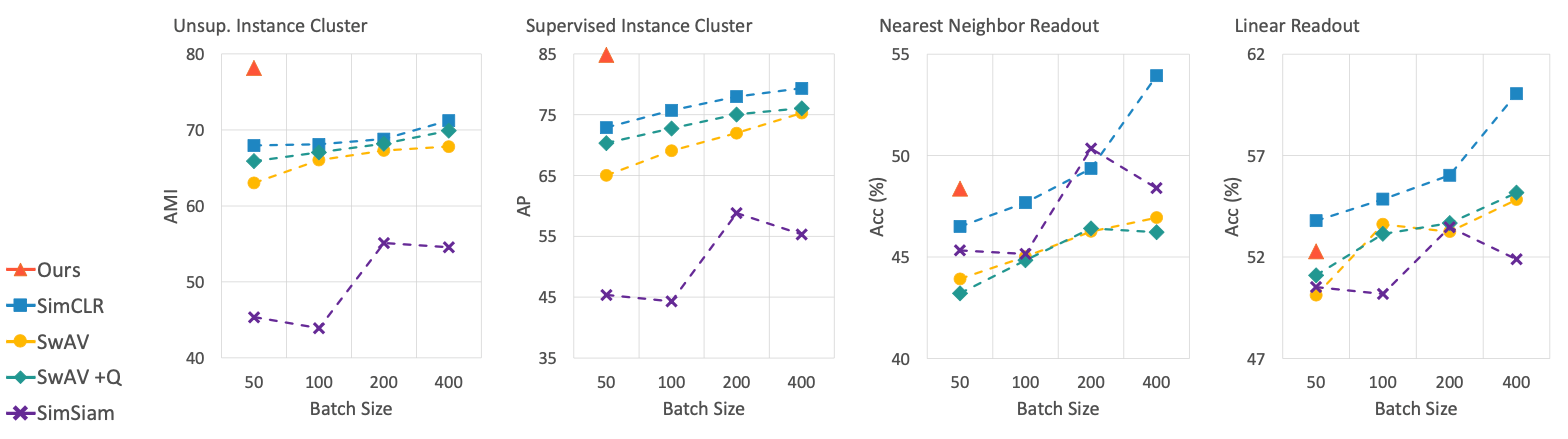 Unsup. Instance Cluster
80
70
60
50
40
AMI
50 100 200 400
Batch Size
Supervised Instance Cluster
85
75
65
55
45
35
AP
50 100 200 400
Batch Size
Nearest Neighbor Readout
55
50
45
40
Acc (%)
50 100 200 400
Batch Size
Linear Readout
62
57
52
47
Acc (%)
50 100 200 400
Batch Size
Ours
SimCLR
SwAV
SwAV +Q
SimSiam